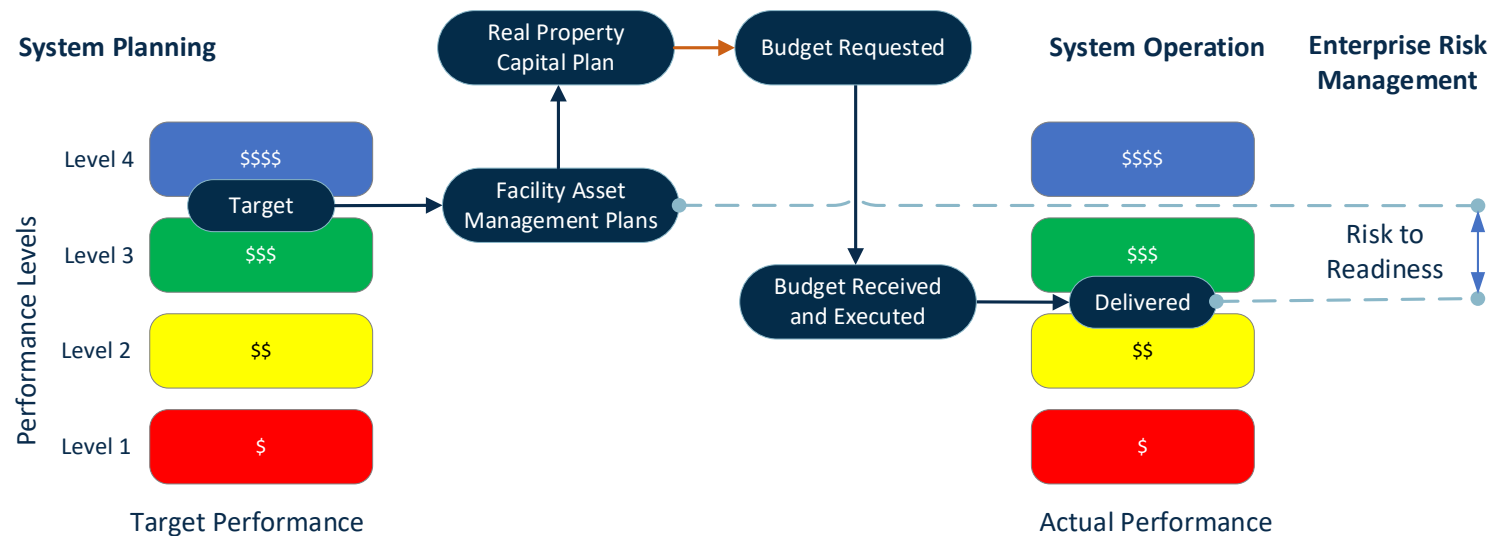 System Planning
Real Property
Capital Plan
Budget Requested
System Operation
Enterprise Risk
Management
Performance Levels
Level 4
$$$$
$$$$
Target
Facility Asset
Management Plans
Level 3
$$$
$$$
Risk to
Readiness
Budget Received
and Executed
Delivered
Level 2
$$
$$
Level 1
$
$
Target Performance
Actual Performance